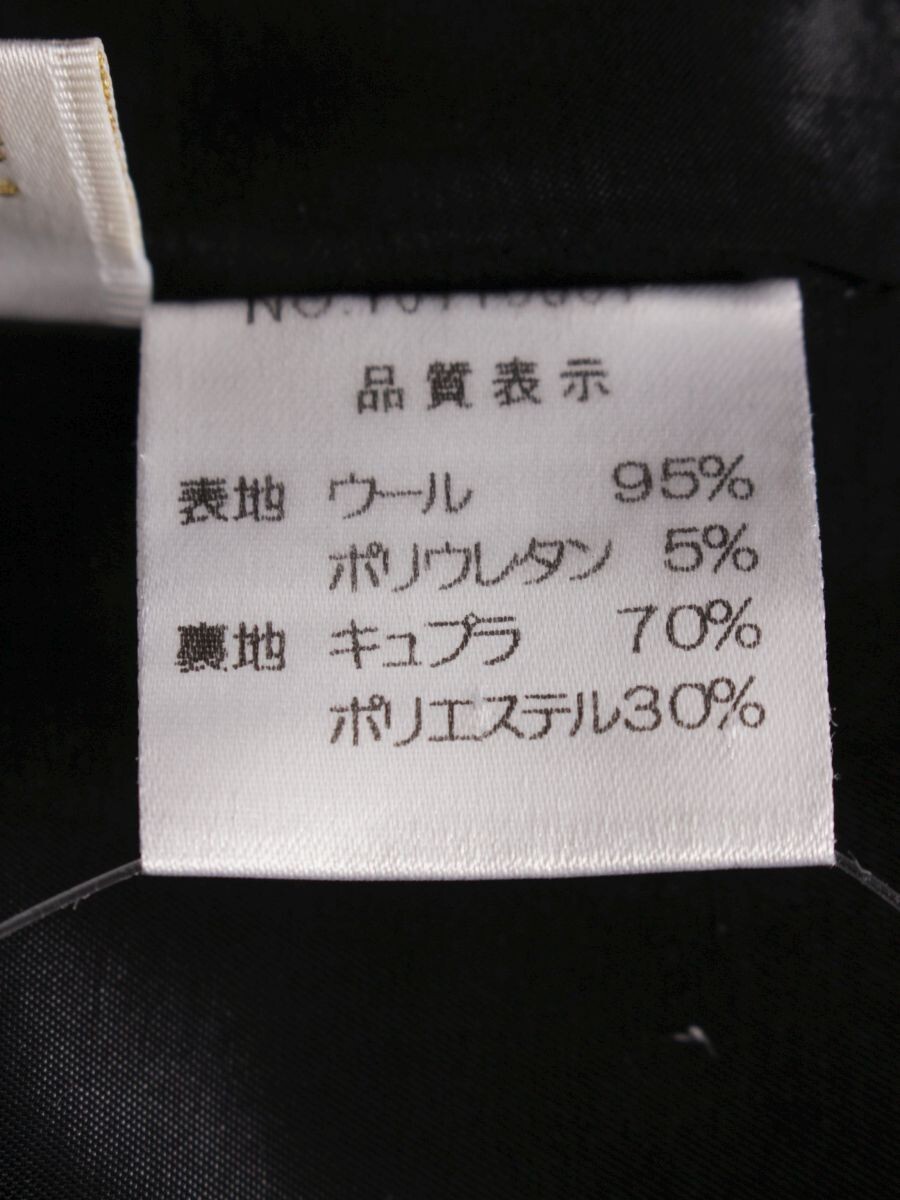 品質表示
表地 ウール 95%
ポリウレタン 5%
裏地 キュプラ 70%
ポリエステル30%